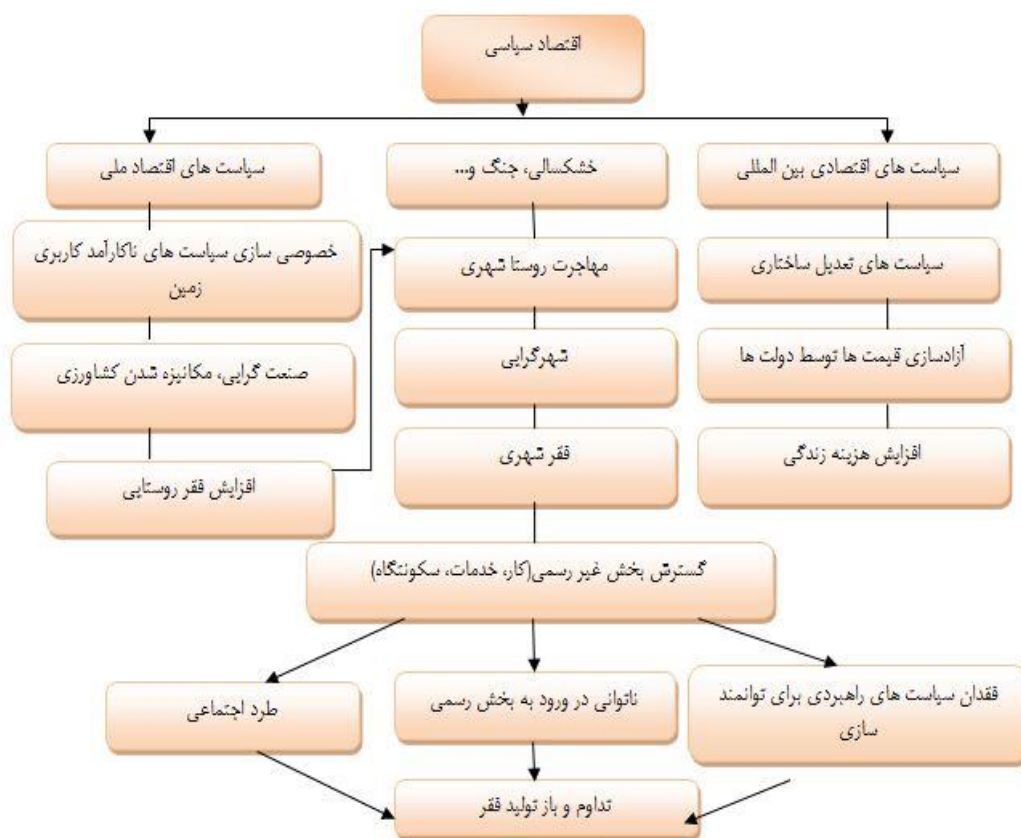 اقتصاد سیاسی
سیاست های اقتصادی بین المللی
خشکسالی، جنگ و...
سیاست های اقتصاد ملی
سیاست های تعدیل ساختاری
مهاجرت روستا شهری
خصوصی سازی سیاست های ناکارآمد کاربری
زمین
آزادسازی قیمت ها توسط دولت ها
شهرگرایی
صنعت گرایی، مکانیزه شدن کشاورزی
افزایش هزینه زندگی
فقر شهری
افزایش فقر روستایی
گسترش بخش غیر رسمی(کار، خدمات، سکونتگاه)
فقدان سیاست های راهبردی برای توانمند
سازی
ناتوانی در ورود به بخش رسمی
طرد اجتماعی
تداوم و باز تولید فقر